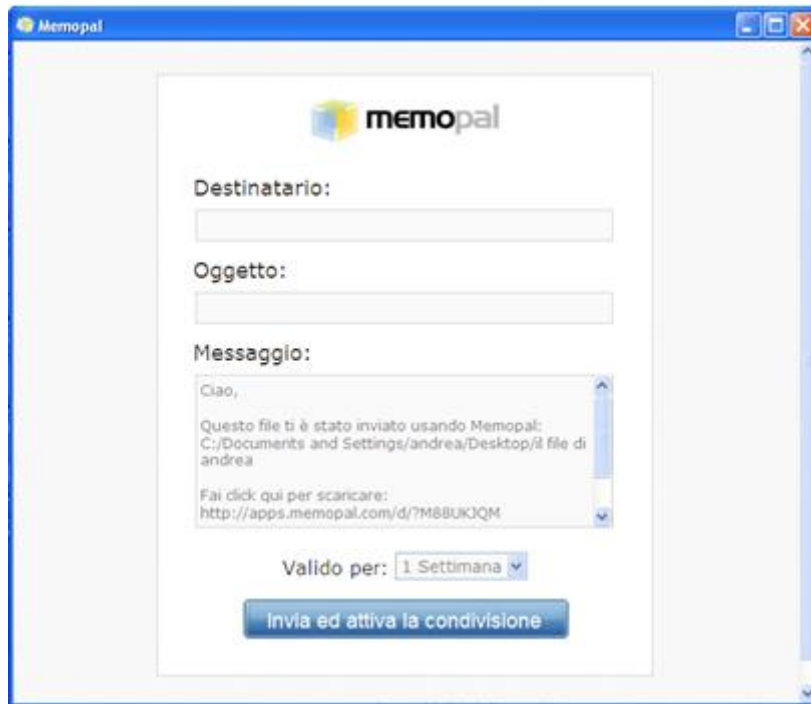 Memopal
memopal
Destinatario:
Oggetto:
Messaggio:
Ciao,
Questo file ti è stato inviato usando Memopal:
C:/Documents and Settings/andrea/Desktop/il file di
andrea
Fai click qui per scaricare:
http://apps.memopal.com/d/?M88UKJQM
Valido per: 1 Settimana
Invia ed attiva la condivisione